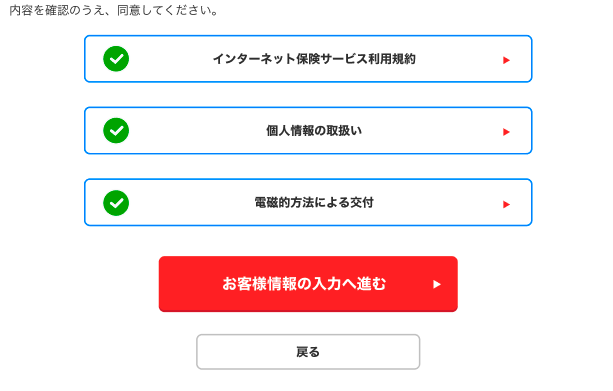 内容を確認のうえ、同意してください。
インターネット保険サービス利用規約
個人情報の取扱い
電磁的方法による交付
お客様情報の入力へ進む
戻る